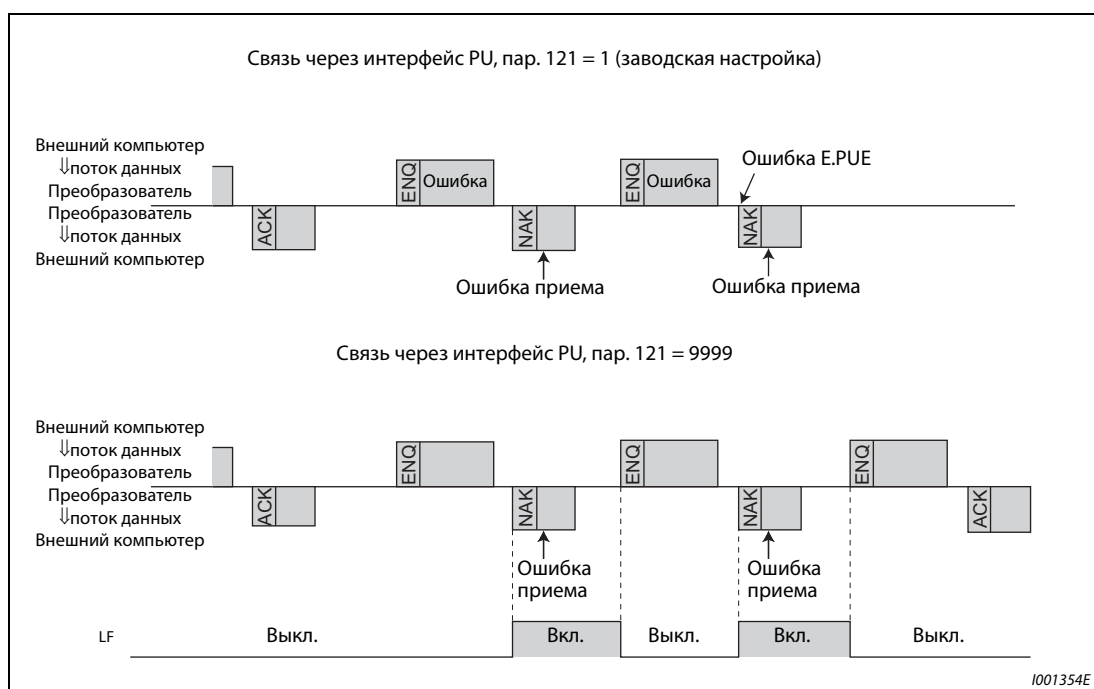 Связь через интерфейс PU, пар. 121 = 1 (заводская настройка)
Внешний компьютер
⇓поток данных
Преобразователь
Преобразователь
⇓поток данных
Внешний компьютер
ACK
ENQ
Ошибка
NAK
Ошибка приема
ENQ
Ошибка
Ошибка E.PUE
NAK
Ошибка приема
Связь через интерфейс PU, пар. 121 = 9999
Внешний компьютер
⇓поток данных
Преобразователь
Преобразователь
⇓поток данных
Внешний компьютер
ACK
ENQ
NAK
Ошибка
приема
ENQ
NAK
Ошибка
приема
ENQ
ACK
LF
Выкл.
Вкл.
Выкл.
Вкл.
Выкл.
I001354E